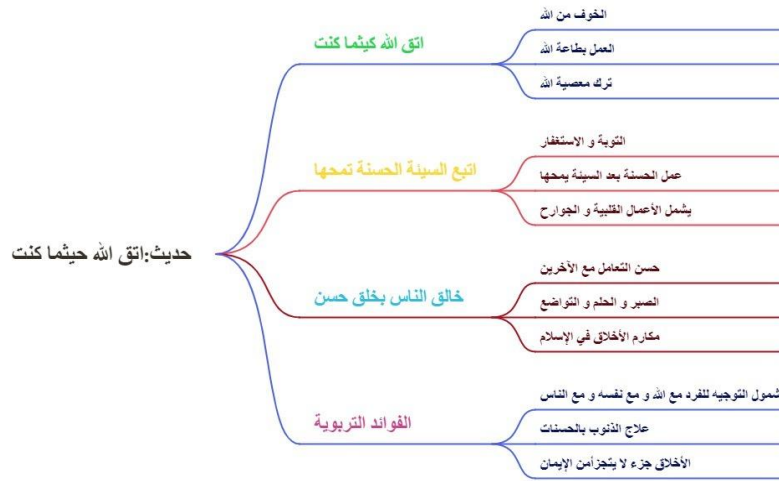 حديث:اتق الله حيثما كنت
اتق الله كيثما كنت
الخوف من الله
العمل بطاعة الله
ترك معصية الله
اتبع السيئة الحسنة تمحها
التوبة و الاستغفار
عمل الحسنة بعد السيئة يمحها
يشمل الأعمال القلبية و الجوارح
خالق الناس بخلق حسن
حسن التعامل مع الآخرين
الصبر و الحلم و التواضع
مكارم الأخلاق في الإسلام
الفوائد التربوية
شمول التوجيه للفرد مع الله و مع نفسه و مع الناس
علاج الذنوب بالحسنات
الأخلاق جزء لا يتجزأمن الإيمان